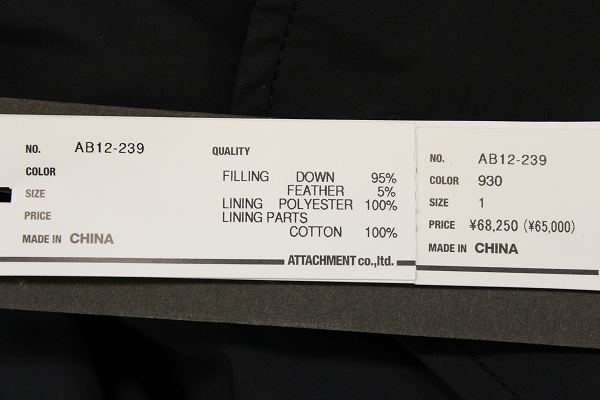 NO. AB12-239
COLOR
SIZE
PRICE
MADE IN CHINA
QUALITY
FILLING DOWN 95%
FEATHER 5%
LINING POLYESTER 100%
LINING PARTS
COTTON 100%
ATTACHMENT co.,ltd.
NO. AB12-239
COLOR 930
SIZE 1
PRICE ¥68,250 (¥65,000)
MADE IN CHINA